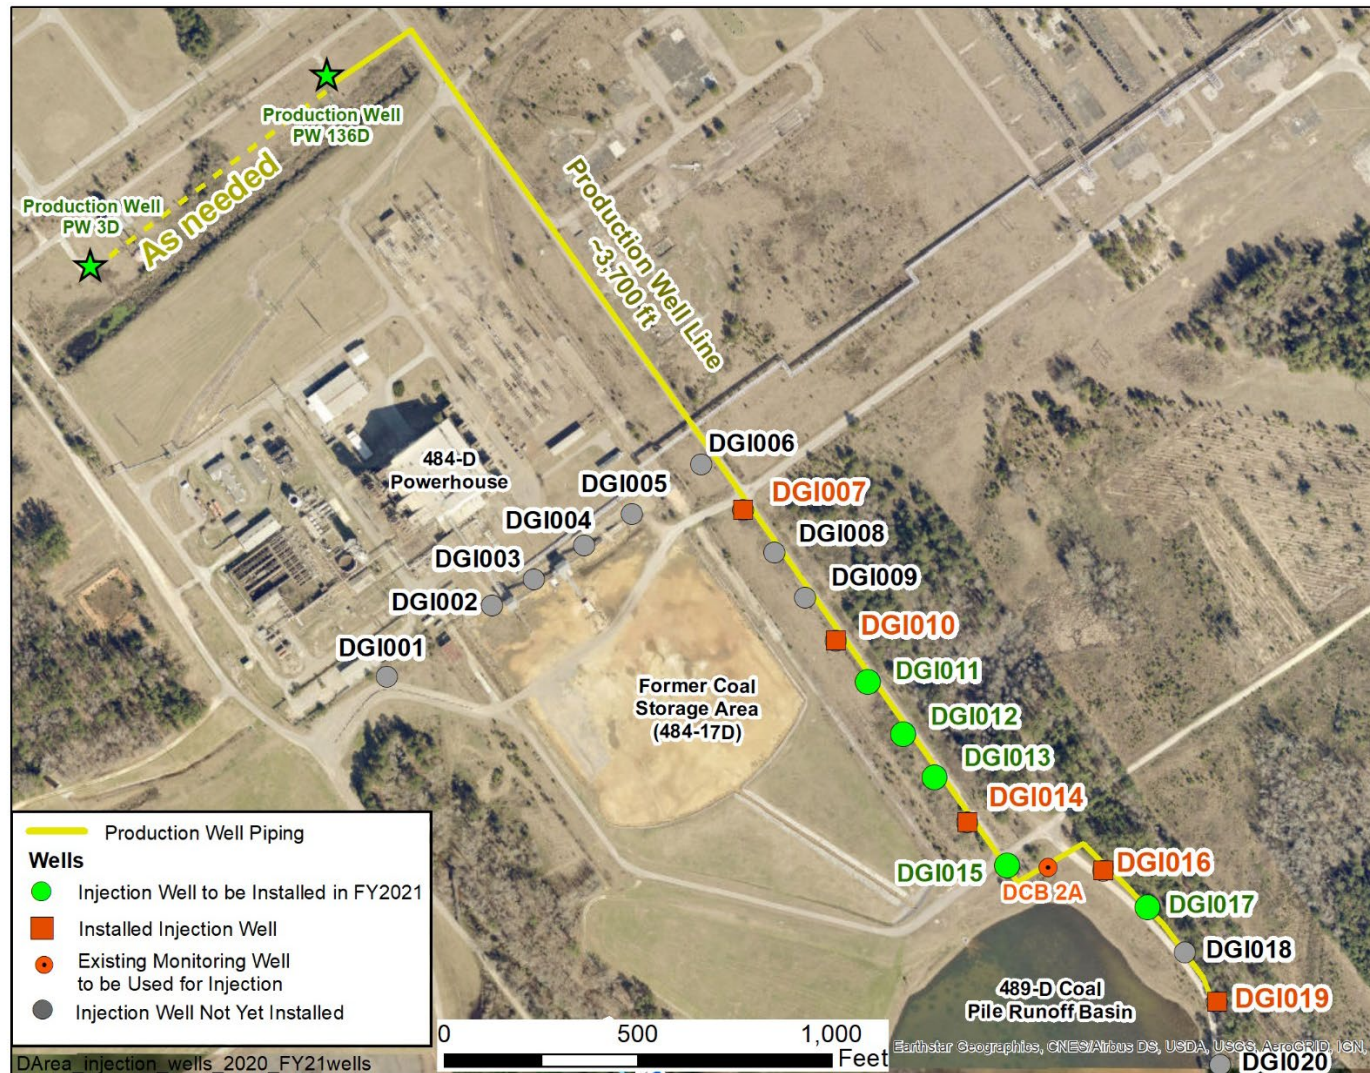 Production Well
PW 136D
Production Well
PW 3D
As needed
Production Well Line
~3,700 ft
DGI006
DGI007
484-D
Powerhouse
DGI005
DGI004
DGI008
DGI003
DGI009
DGI002
DGI010
DGI001
DGI011
Former Coal
Storage Area
(484-17D)
DGI012
DGI013
DGI014
DGI015
DCB 2A
DGI016
DGI017
DGI018
489-D Coal
Pile Runoff Basin
DGI019
DGI020
Production Well Piping
Wells
Injection Well to be Installed in FY2021
Installed Injection Well
Existing Monitoring Well
to be Used for Injection
Injection Well Not Yet Installed
0 500 1,000
Feet
DArea_injection_wells_2020_FY21wells
Earthstar Geographics, CNES/Airbus DS, USDA, USGS, AeroGRID, IGN,